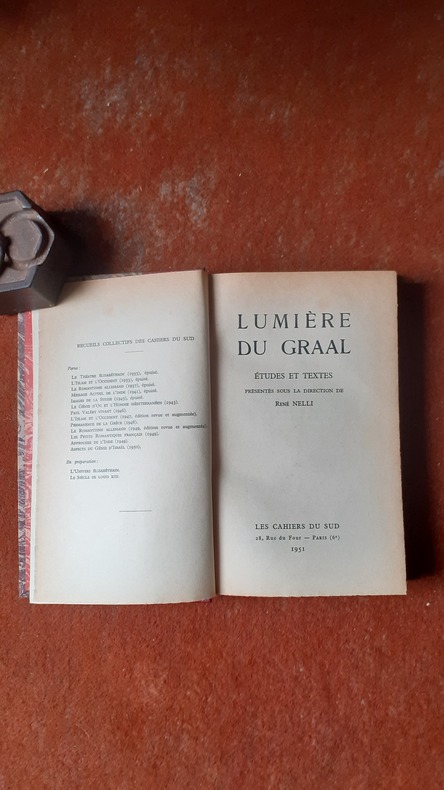 RECUEILS COLLECTIFS DES CAHIERS DU SUD
Parus :
LE THÉATRE ÉLISABÉTHAIN (1933), épuisé.
L'ISLAM ET L'OCCIDENT (1935), épuisé.
LE ROMANTISME ALLEMAND (1937), épuisé.
MESSAGE ACTUEL DE L'INDE (1941), épuisé.
IMAGES DE LA SUISSE (1943), épuisé.
LE GÉNIE D'OC ET L'HOMME MÉDITERRANÉEN (1943).
PAUL VALÉRY VIVANT (1946).
L'ISLAM ET L'OCCIDENT (1947), édition revue et augmentée).
PERMANENCE DE LA GRÈCE (1948).
LE ROMANTISME ALLEMAND (1949, édition revue et augmentée).
LES PETITS ROMANTIQUES FRANÇAIS (1949).
APPROCHES DE L'INDE (1949).
ASPECTS DU GÉNIE D'ISRAËL (1950).
En préparation :
L'UNIVERS ÉLISABÉTHAIN.
LE SIÈCLE DE LOUIS XIII.
LUMIÈRE
DU GRAAL
ÉTUDES ET TEXTES
PRÉSENTÉS SOUS LA DIRECTION DE
RENÉ NELLI
LES CAHIERS DU SUD
28, Rue du Four — PARIS (6e)
1951